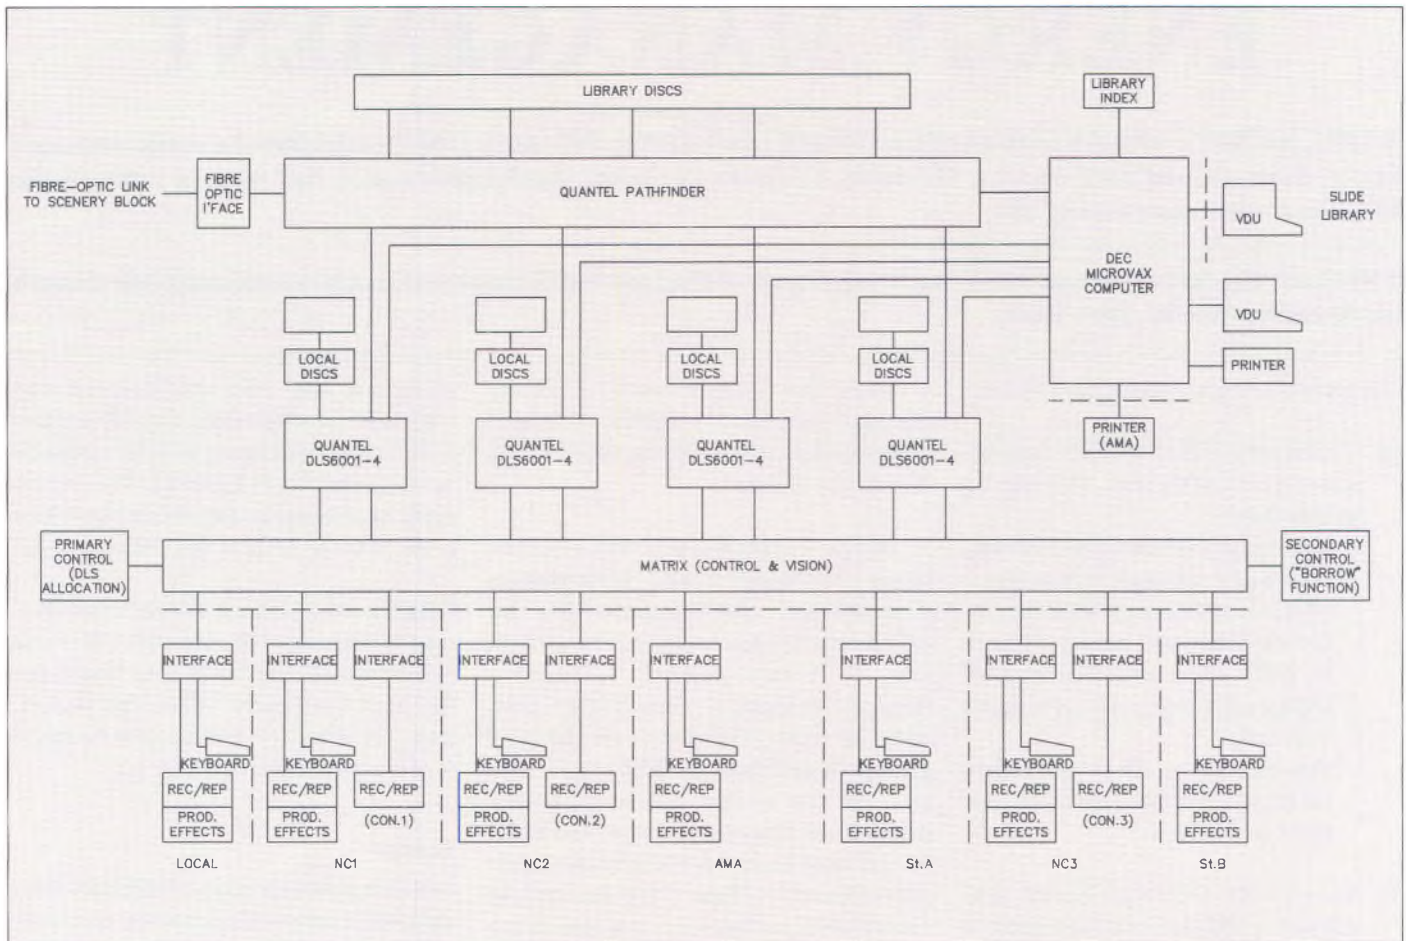 LIBRARY DISCS
LIBRARY
INDEX
FIBRE-OPTIC LINK
TO SCENERY BLOCK
FIBRE
OPTIC
I'FACE
QUANTEL PATHFINDER
VDU
SLIDE
LIBRARY
DEC
MICROVAX
COMPUTER
VDU
PRINTER
PRINTER
(AMA)
LOCAL
DISCS
LOCAL
DISCS
LOCAL
DISCS
LOCAL
DISCS
QUANTEL
DLS6001-4
QUANTEL
DLS6001-4
QUANTEL
DLS6001-4
QUANTEL
DLS6001-4
PRIMARY
CONTROL
(DLS
ALLOCATION)
MATRIX (CONTROL & VISION)
SECONDARY
CONTROL
("BORROW"
FUNCTION)
INTERFACE
INTERFACE
INTERFACE
INTERFACE
INTERFACE
INTERFACE
INTERFACE
INTERFACE
INTERFACE
INTERFACE
KEYBOARD
KEYBOARD
KEYBOARD
KEYBOARD
KEYBOARD
KEYBOARD
KEYBOARD
REC/REP
REC/REP
REC/REP
REC/REP
REC/REP
REC/REP
REC/REP
REC/REP
REC/REP
REC/REP
PROD.
EFFECTS
PROD.
EFFECTS
(CON.1)
PROD.
EFFECTS
(CON.2)
PROD.
EFFECTS
PROD.
EFFECTS
PROD.
EFFECTS
(CON.3)
PROD.
EFFECTS
LOCAL
NC1
NC2
AMA
St.A
NC3
St.B